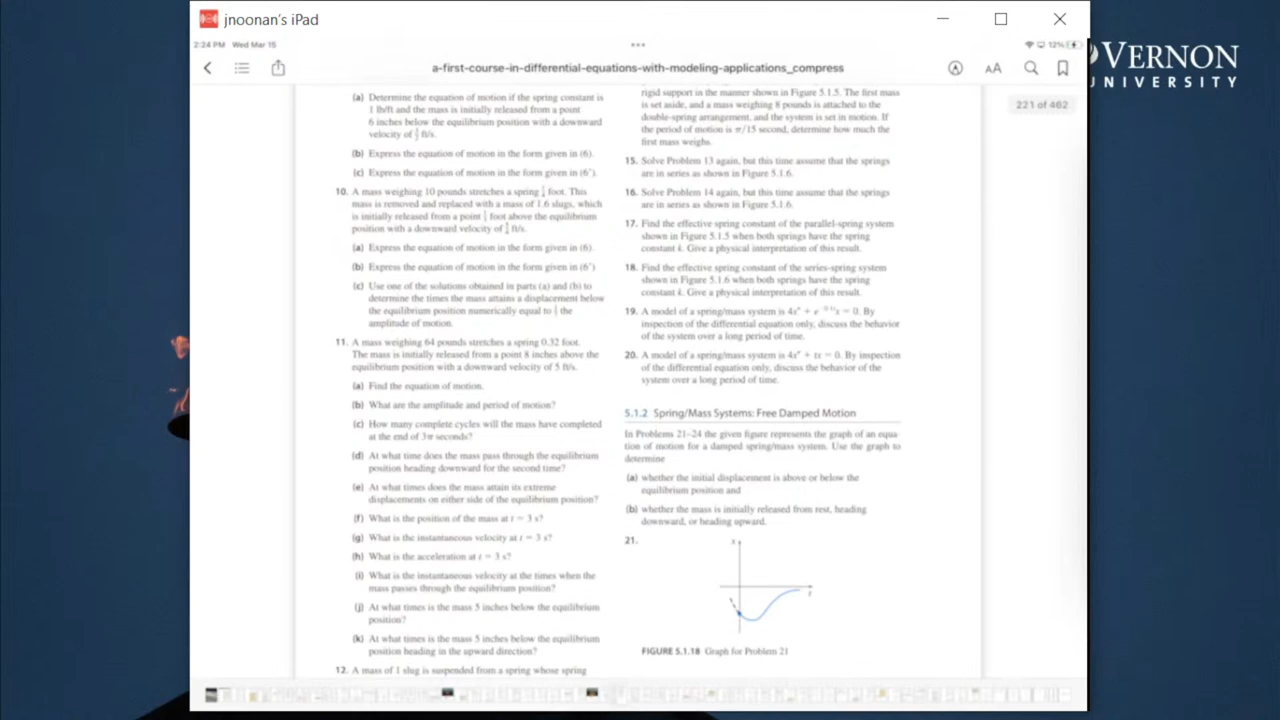 jnoonan's iPad
VERNON
UNIVERSITY
2:24 PM Wed Mar 15
12%
a-first-course-in-differential-equations-with-modeling-applications_compress
AA
221 of 462
(a) Determine the equation of motion if the spring constant is
1 lb/ft and the mass is initially released from a point
6 inches below the equilibrium position with a downward
velocity of ft/s.
(b) Express the equation of motion in the form given in (6).
(c) Express the equation of motion in the form given in (6').
10. A mass weighing 10 pounds stretches a spring foot. This
mass is removed and replaced with a mass of 1.6 slugs, which
is initially released from a point foot above the equilibrium
position with a downward velocity of ft/s.
(a) Express the equation of motion in the form given in (6).
(b) Express the equation of motion in the form given in (6')
(c) Use one of the solutions obtained in parts (a) and (b) to
determine the times the mass attains a displacement below
the equilibrium position numerically equal to the
amplitude of motion.
11. A mass weighing 64 pounds stretches a spring 0.32 foot.
The mass is initially released from a point 8 inches above the
equilibrium position with a downward velocity of 5 ft/s.
(a) Find the equation of motion.
(b) What are the amplitude and period of motion?
(c) How many complete cycles will the mass have completed
at the end of 3π seconds?
(d) At what time does the mass pass through the equilibrium
position heading downward for the second time?
(e) At what times does the mass attain its extreme
displacements on either side of the equilibrium position?
(f) What is the position of the mass at t = 3 s?
(g) What is the instantaneous velocity at t = 3 s?
(h) What is the acceleration at t = 3 s?
(i) What is the instantaneous velocity at the times when the
mass passes through the equilibrium position?
(j) At what times is the mass 5 inches below the equilibrium
position?
(k) At what times is the mass 5 inches below the equilibrium
position heading in the upward direction?
12. A mass of 1 slug is suspended from a spring whose spring
rigid support in the manner shown in Figure 5.1.5. The first mass
is set aside, and a mass weighing 8 pounds is attached to the
double-spring arrangement, and the system is set in motion. If
the period of motion is π/15 second, determine how much the
first mass weighs.
15. Solve Problem 13 again, but this time assume that the springs
are in series as shown in Figure 5.1.6.
16. Solve Problem 14 again, but this time assume that the springs
are in series as shown in Figure 5.1.6.
17. Find the effective spring constant of the parallel-spring system
shown in Figure 5.1.5 when both springs have the spring
constant k. Give a physical interpretation of this result.
18. Find the effective spring constant of the series-spring system
shown in Figure 5.1.6 when both springs have the spring
constant k. Give a physical interpretation of this result.
19. A model of a spring/mass system is 4x″ + e⁻⁰·¹ᵗx = 0. By
inspection of the differential equation only, discuss the behavior
of the system over a long period of time.
20. A model of a spring/mass system is 4x″ + tx = 0. By inspection
of the differential equation only, discuss the behavior of the
system over a long period of time.
5.1.2 Spring/Mass Systems: Free Damped Motion
In Problems 21–24 the given figure represents the graph of an equa-
tion of motion for a damped spring/mass system. Use the graph to
determine
(a) whether the initial displacement is above or below the
equilibrium position and
(b) whether the mass is initially released from rest, heading
downward, or heading upward.
21.
x
t
FIGURE 5.1.18 Graph for Problem 21